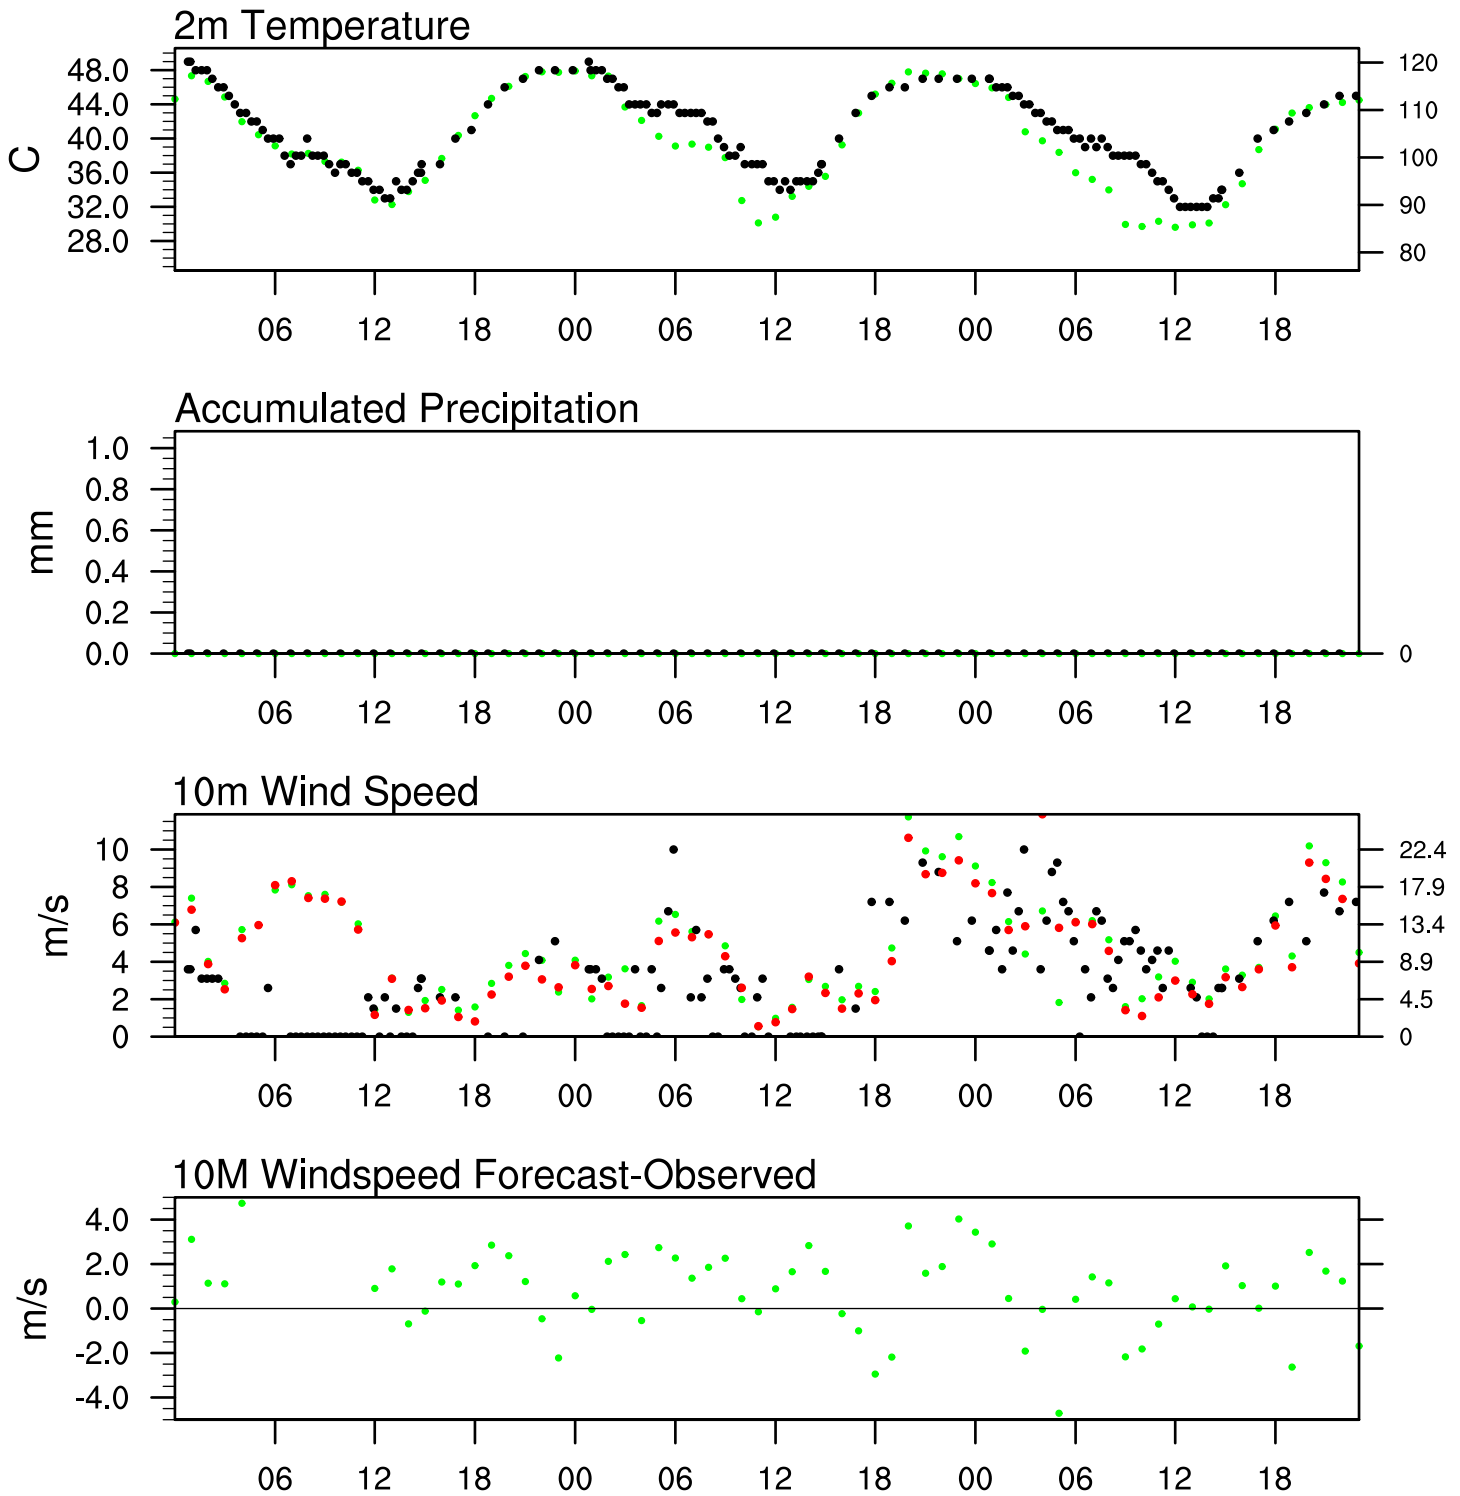 2m Temperature
48.0
44.0
40.0
36.0
32.0
28.0
C
120
110
100
90
80
06 12 18 00 06 12 18 00 06 12 18
Accumulated Precipitation
1.0
0.8
0.6
0.4
0.2
0.0
mm
0
06 12 18 00 06 12 18 00 06 12 18
10m Wind Speed
10
8
6
4
2
0
m/s
22.4
17.9
13.4
8.9
4.5
0
06 12 18 00 06 12 18 00 06 12 18
10M Windspeed Forecast-Observed
4.0
2.0
0.0
-2.0
-4.0
m/s
06 12 18 00 06 12 18 00 06 12 18